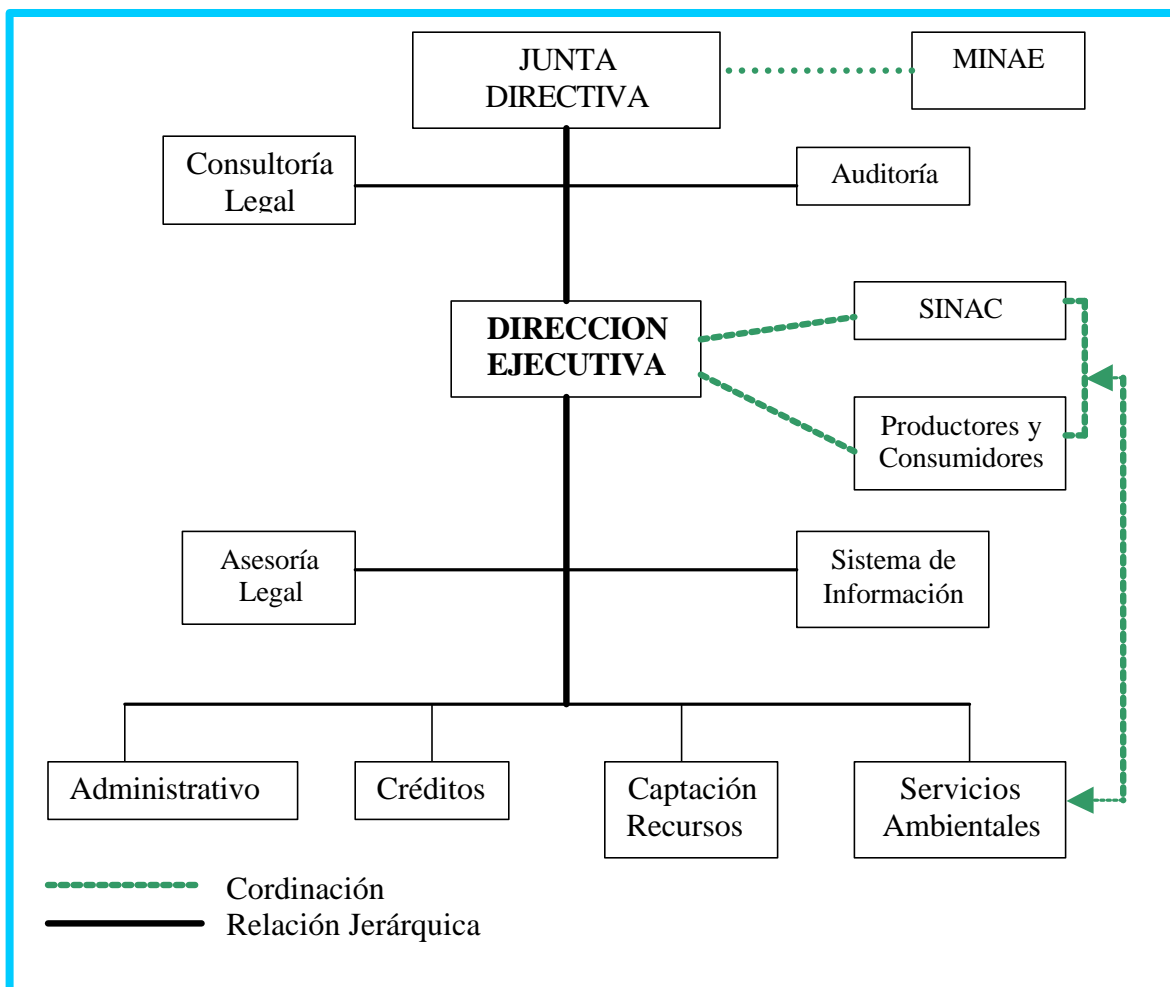 JUNTA
DIRECTIVA
MINAE
Consultoría
Legal
Auditoría
DIRECCION
EJECUTIVA
SINAC
Productores y
Consumidores
Asesoría
Legal
Sistema de
Información
Administrativo
Créditos
Captación
Recursos
Servicios
Ambientales
Cordinación
Relación Jerárquica